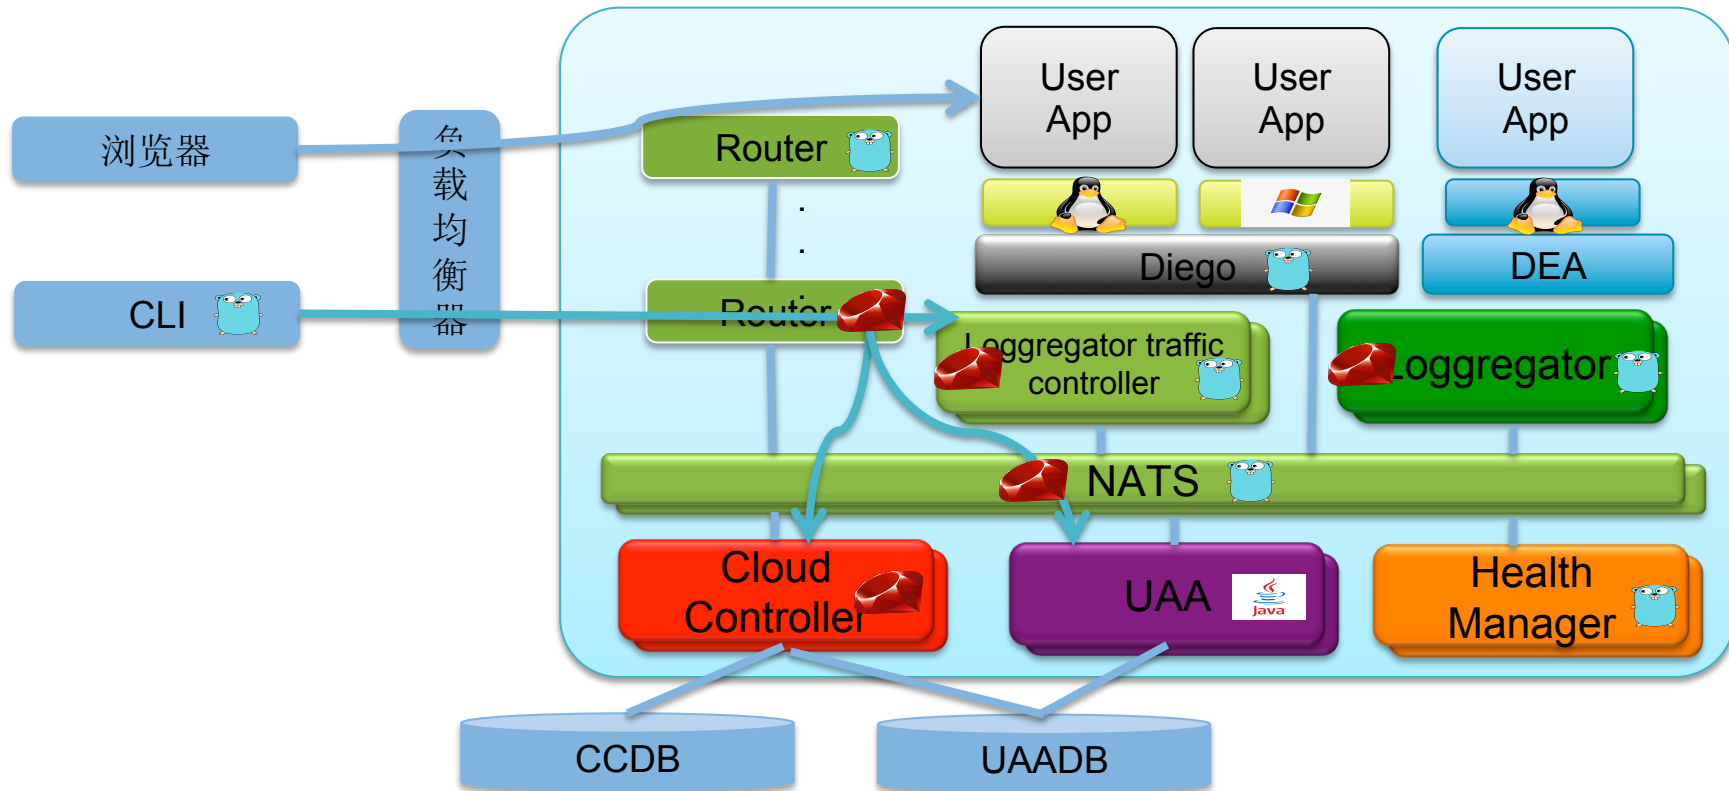 User
App
User
App
User
App
浏览器
负
载
均
衡
器
Router
.
.
.
Diego
DEA
CLI
Router
Loggregator traffic
controller
Loggregator
NATS
Cloud
Controller
UAA
Java
Health
Manager
CCDB
UAADB